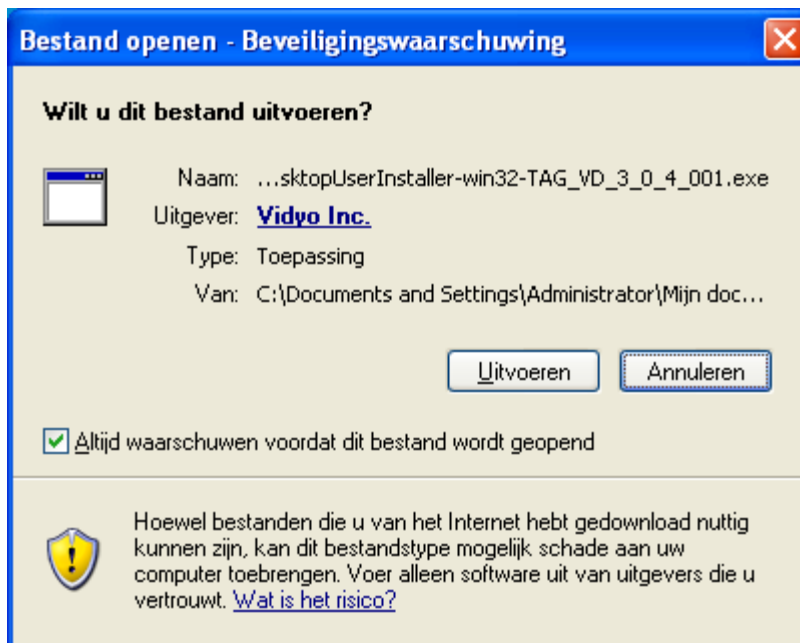 Bestand openen - Beveiligingswaarschuwing
Wilt u dit bestand uitvoeren?
Naam: ...sktopUserInstaller-win32-TAG_VD_3_0_4_001.exe
Uitgever: Vidyo Inc.
Type: Toepassing
Van: C:\Documents and Settings\Administrator\Mijn doc...
Uitvoeren Annuleren
Altijd waarschuwen voordat dit bestand wordt geopend
Hoewel bestanden die u van het Internet hebt gedownload nuttig
kunnen zijn, kan dit bestandstype mogelijk schade aan uw
computer toebrengen. Voer alleen software uit van uitgevers die u
vertrouwt. Wat is het risico?